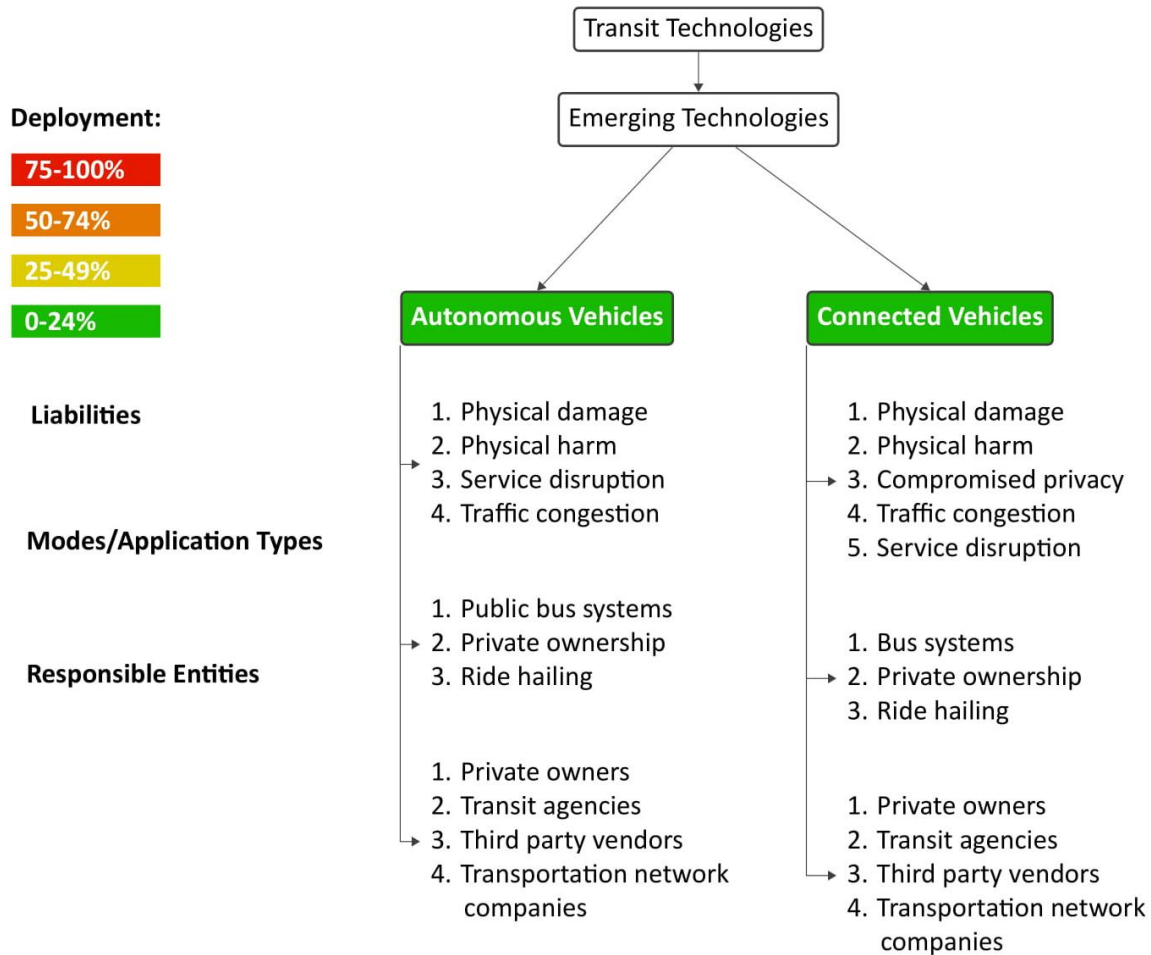 Transit Technologies
Emerging Technologies
Deployment:
75-100%
50-74%
25-49%
0-24%
Autonomous Vehicles
Connected Vehicles
Liabilities
Modes/Application Types
Responsible Entities
1. Physical damage
2. Physical harm
3. Service disruption
4. Traffic congestion
1. Public bus systems
2. Private ownership
3. Ride hailing
1. Private owners
2. Transit agencies
3. Third party vendors
4. Transportation network
companies
1. Physical damage
2. Physical harm
3. Compromised privacy
4. Traffic congestion
5. Service disruption
1. Bus systems
2. Private ownership
3. Ride hailing
1. Private owners
2. Transit agencies
3. Third party vendors
4. Transportation network
companies